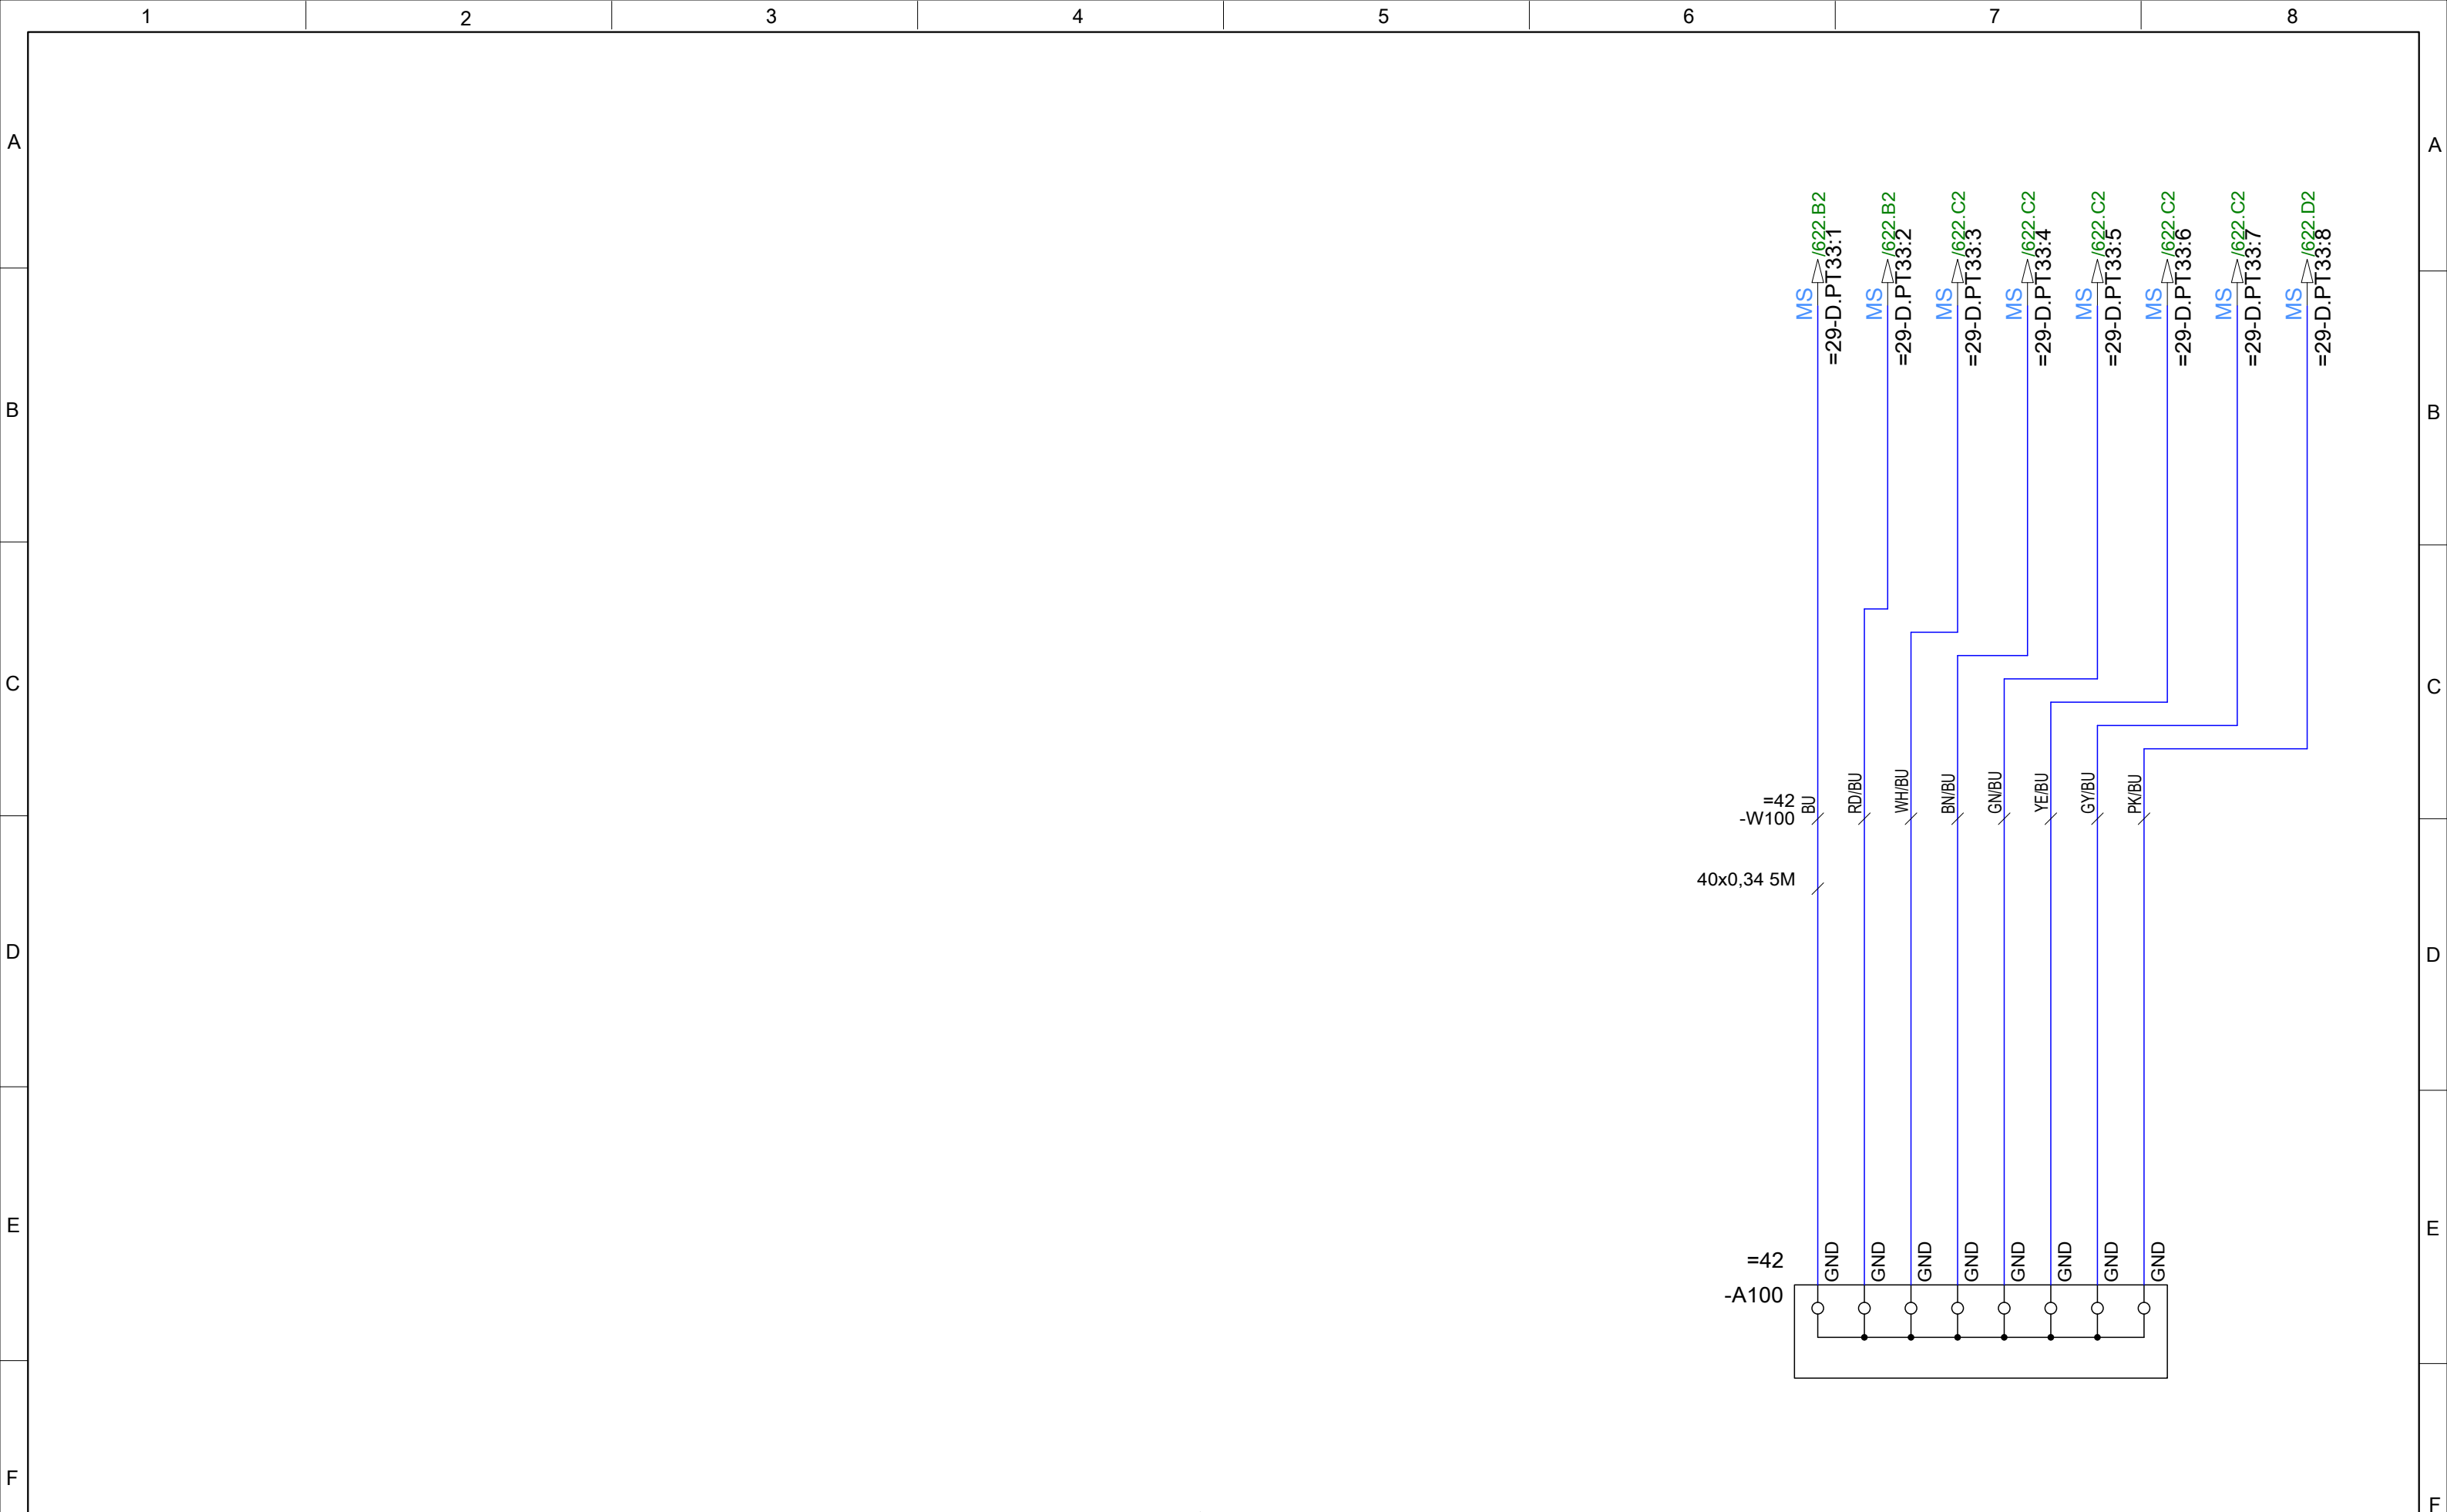 1 2 3 4 5 6 7 8
A A
/622.B2 /622.B2 /622.C2 /622.C2 /622.C2 /622.C2 /622.C2 /622.D2
=29-D.PT33:1 =29-D.PT33:2 =29-D.PT33:3 =29-D.PT33:4 =29-D.PT33:5 =29-D.PT33:6 =29-D.PT33:7 =29-D.PT33:8
MS MS MS MS MS MS MS MS
B B
C C
BU RD/BU WH/BU BN/BU GN/BU YE/BU GY/BU PK/BU
=42
-W100
40x0,34 5M
D D
E E
GND GND GND GND GND GND GND GND
=42
-A100
F F